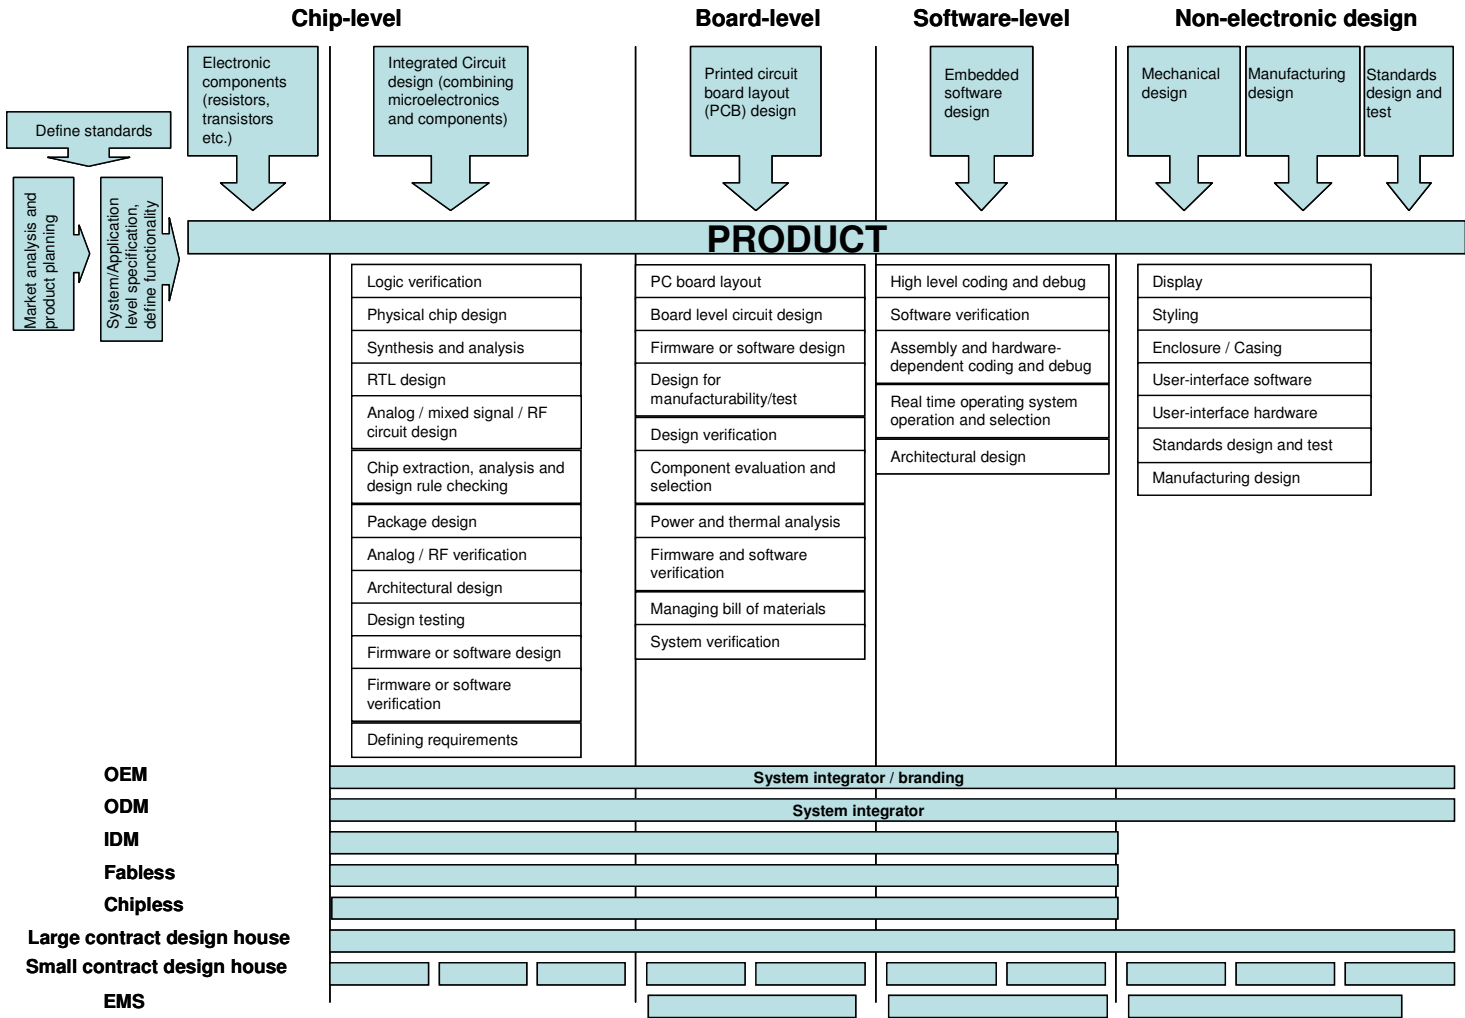 Chip-level
Board-level
Software-level
Non-electronic design
Electronic
components
(resistors,
transistors
etc.)
Integrated Circuit
design (combining
microelectronics
and components)
Printed circuit
board layout
(PCB) design
Embedded
software
design
Mechanical
design
Manufacturing
design
Standards
design and
test
Define standards
Market analysis and
product planning
System/Application
level specification,
define functionality
PRODUCT
Logic verification
Physical chip design
Synthesis and analysis
RTL design
Analog / mixed signal / RF
circuit design
Chip extraction, analysis and
design rule checking
Package design
Analog / RF verification
Architectural design
Design testing
Firmware or software design
Firmware or software
verification
Defining requirements
PC board layout
Board level circuit design
Firmware or software design
Design for
manufacturability/test
Design verification
Component evaluation and
selection
Power and thermal analysis
Firmware and software
verification
Managing bill of materials
System verification
High level coding and debug
Software verification
Assembly and hardware-
dependent coding and debug
Real time operating system
operation and selection
Architectural design
Display
Styling
Enclosure / Casing
User-interface software
User-interface hardware
Standards design and test
Manufacturing design
OEM
System integrator / branding
ODM
System integrator
IDM
Fabless
Chipless
Large contract design house
Small contract design house
EMS